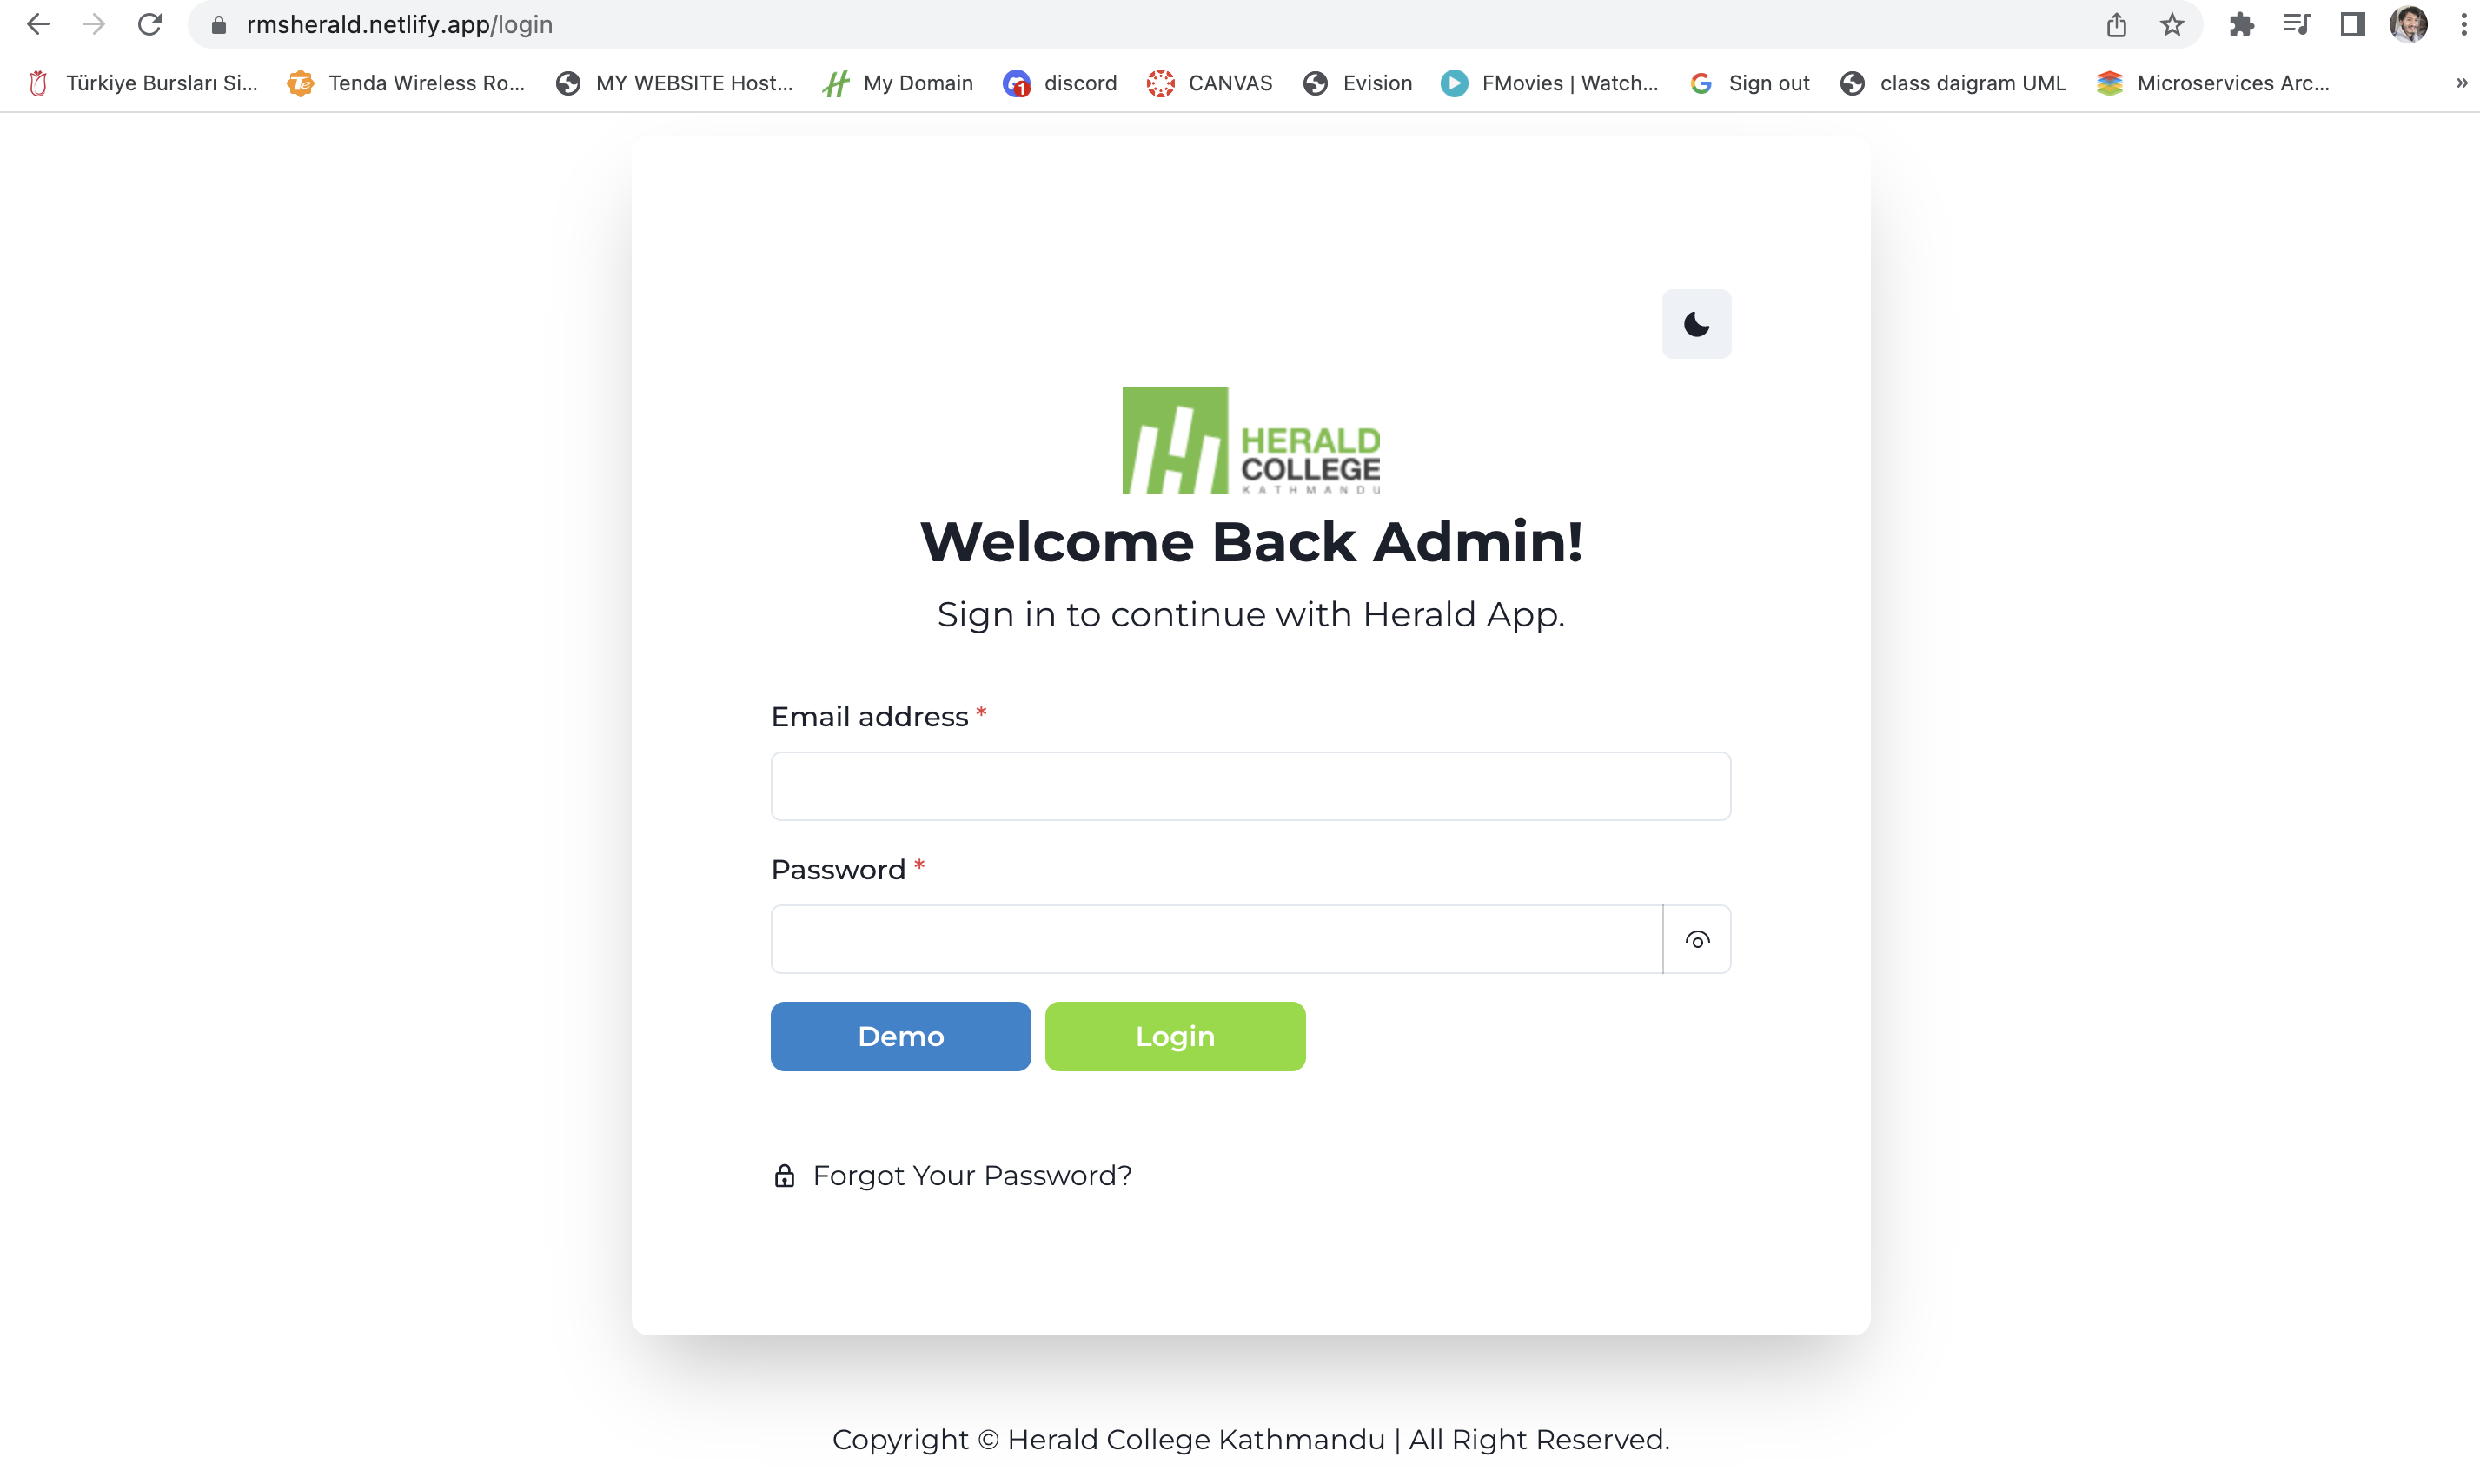 rmsherald.netlify.app/login
Türkiye Bursları Si... Tenda Wireless Ro... MY WEBSITE Host... My Domain discord CANVAS Evision FMovies | Watch... Sign out class daigram UML Microservices Arc... »
HERALD
COLLEGE
KATHMANDU
Welcome Back Admin!
Sign in to continue with Herald App.
Email address *
Password *
Demo Login
Forgot Your Password?
Copyright © Herald College Kathmandu | All Right Reserved.